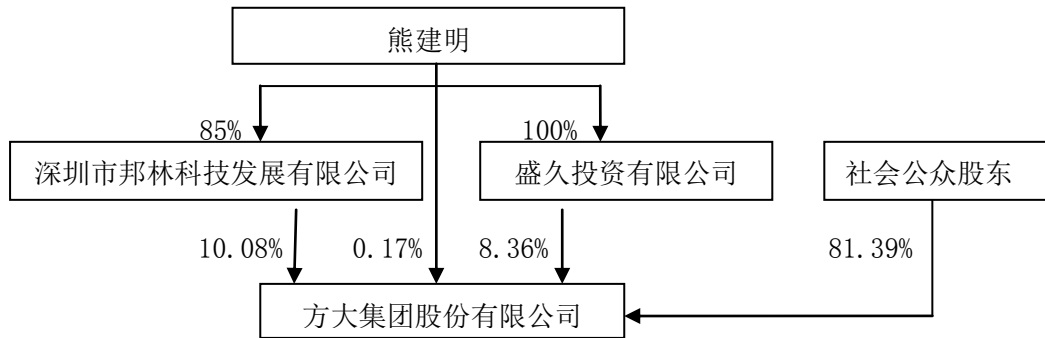 熊建明
85%
100%
深圳市邦林科技发展有限公司
盛久投资有限公司
社会公众股东
10.08%
0.17%
8.36%
81.39%
方大集团股份有限公司